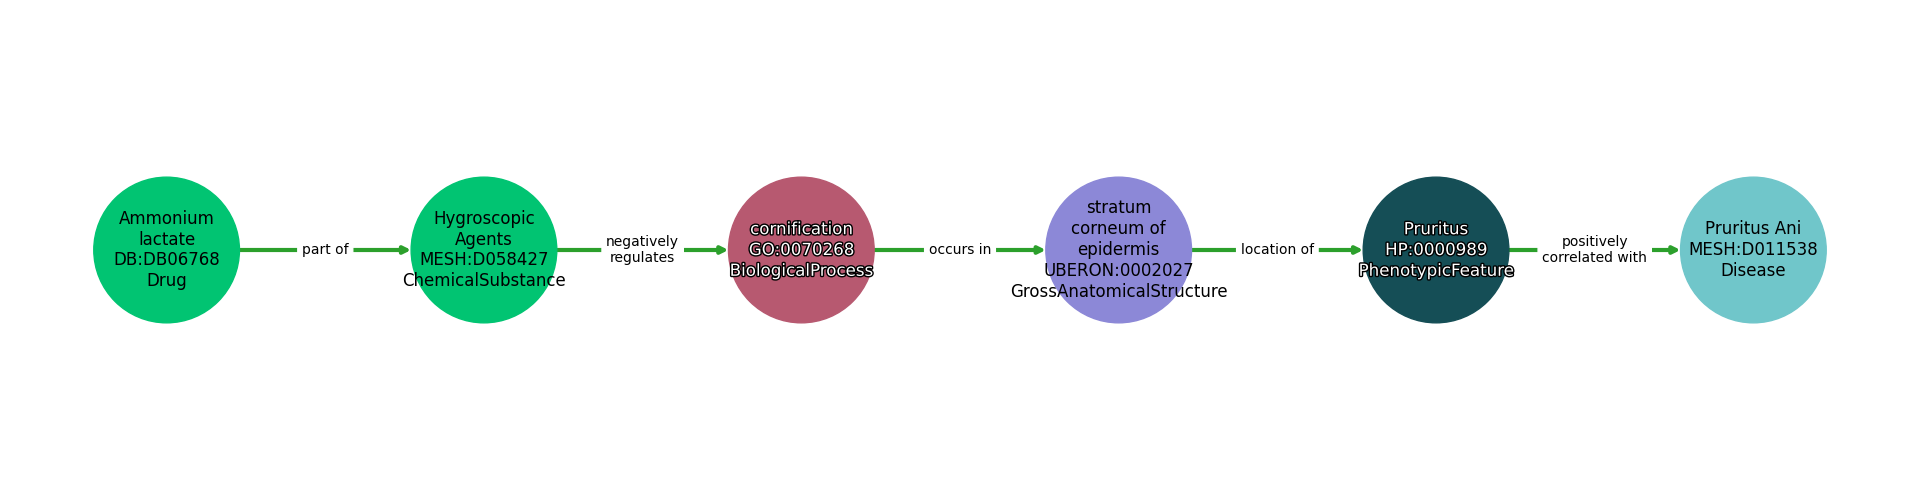 Ammonium
lactate
DB:DB06768
Drug
part of
Hygroscopic
Agents
MESH:D058427
ChemicalSubstance
negatively
regulates
cornification
GO:0070268
BiologicalProcess
occurs in
stratum
corneum of
epidermis
UBERON:0002027
GrossAnatomicalStructure
location of
Pruritus
HP:0000989
PhenotypicFeature
positively
correlated with
Pruritus Ani
MESH:D011538
Disease